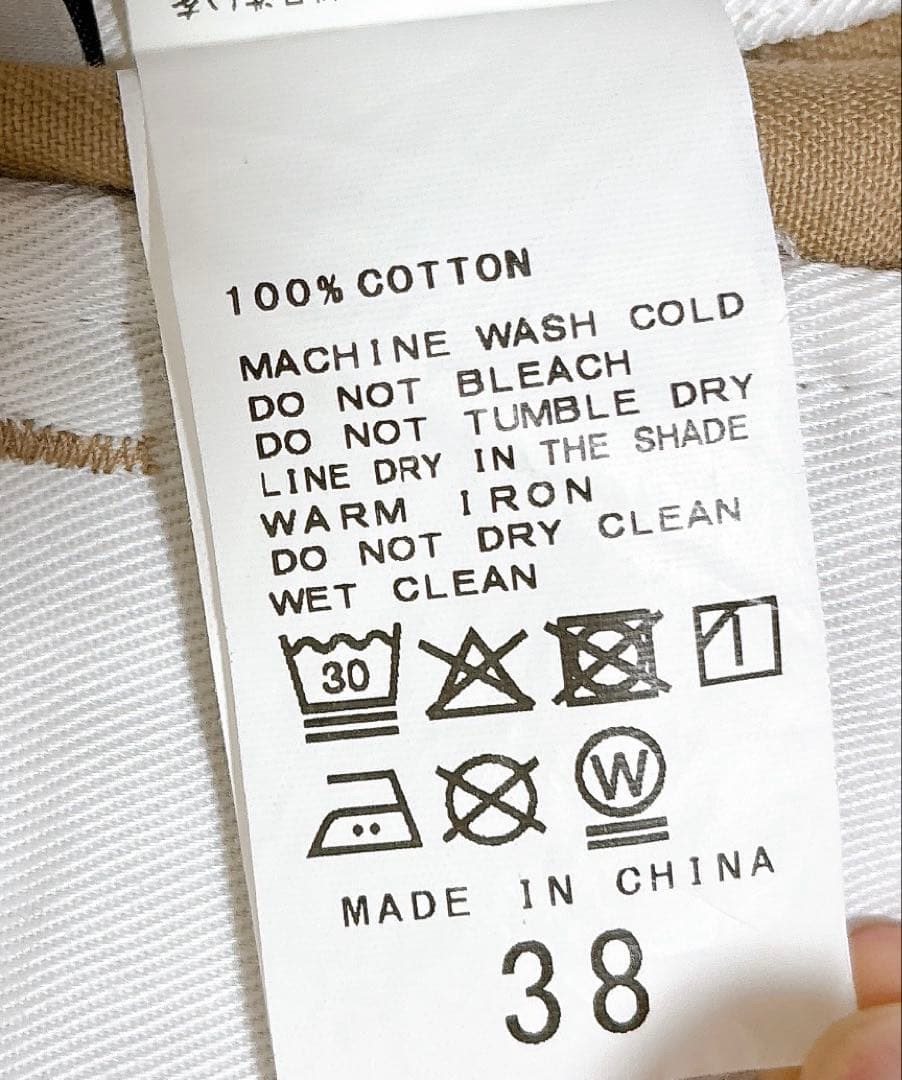 100% COTTON
MACHINE WASH COLD
DO NOT BLEACH
DO NOT TUMBLE DRY
LINE DRY IN THE SHADE
WARM IRON
DO NOT DRY CLEAN
WET CLEAN
30
W
MADE IN CHINA
38